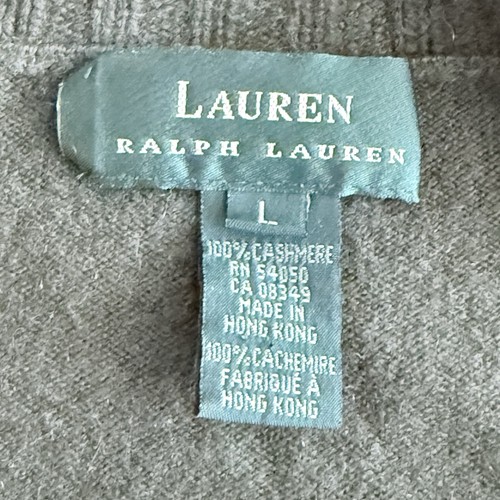 LAUREN
RALPH LAUREN
L
100% CASHMERE
RN 54050
CA 08349
MADE IN
HONG KONG
100% CACHEMIRE
FABRIQUÉ À
HONG KONG